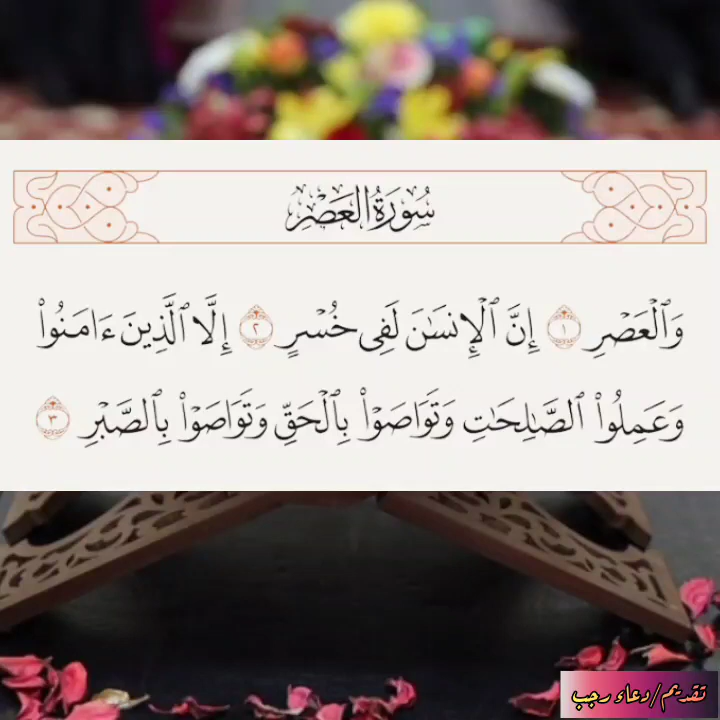 سُورَةُ العَصْرِ
وَٱلْعَصْرِ ١ إِنَّ ٱلْإِنسَٰنَ لَفِى خُسْرٍ ٢ إِلَّا ٱلَّذِينَ ءَامَنُوا۟
وَعَمِلُوا۟ ٱلصَّٰلِحَٰتِ وَتَوَاصَوْا۟ بِٱلْحَقِّ وَتَوَاصَوْا۟ بِٱلصَّبْرِ ٣
تقديم/دعاء رجب